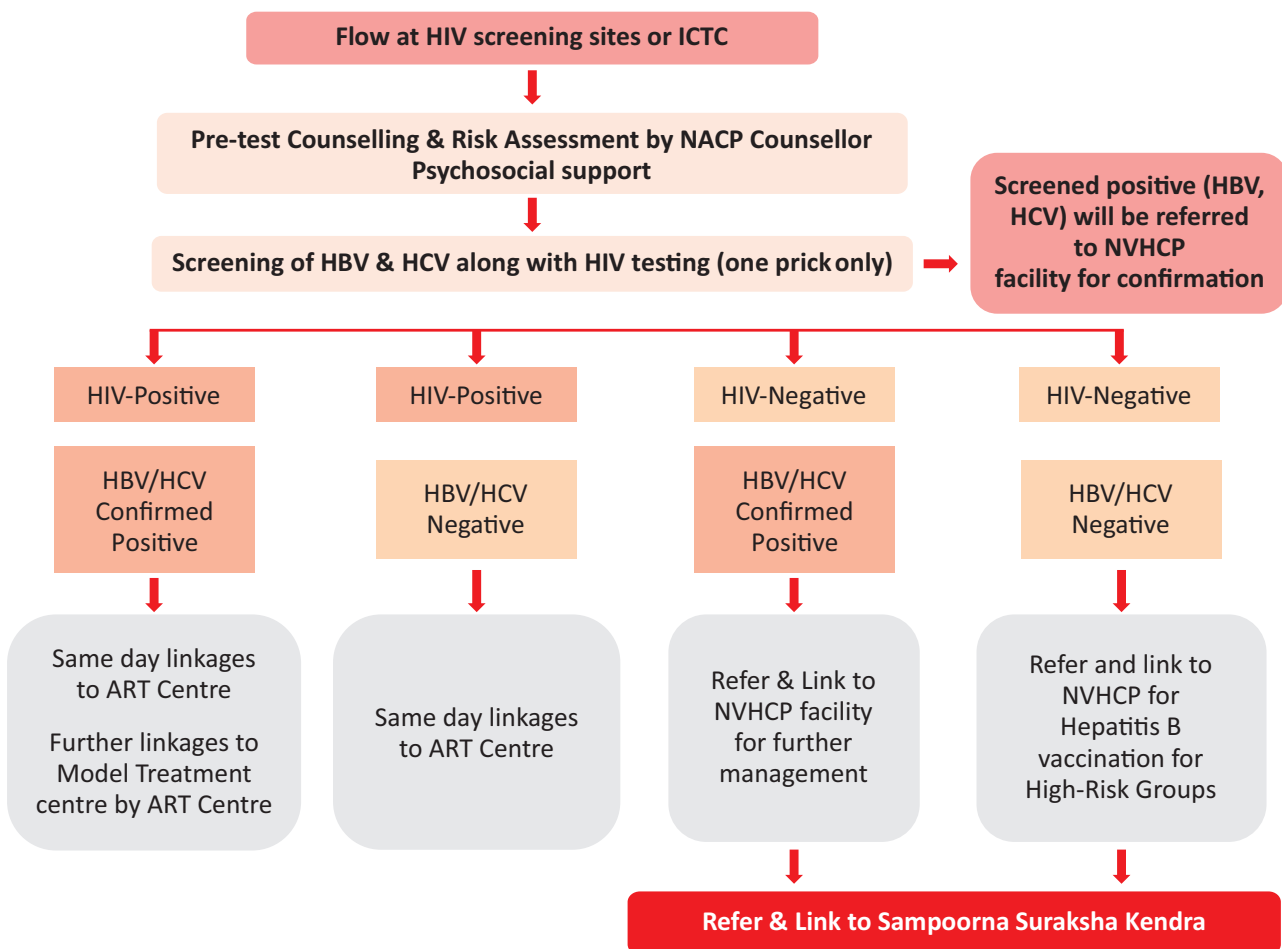 Flow at HIV screening sites or ICTC
Pre-test Counselling & Risk Assessment by NACP Counsellor
Psychosocial support
Screening of HBV & HCV along with HIV testing (one prick only)
Screened positive (HBV,
HCV) will be referred
to NVHCP
facility for confirmation
HIV-Positive
HIV-Positive
HIV-Negative
HIV-Negative
HBV/HCV
Confirmed
Positive
HBV/HCV
Negative
HBV/HCV
Confirmed
Positive
HBV/HCV
Negative
Same day linkages
to ART Centre
Further linkages to
Model Treatment
centre by ART Centre
Same day linkages
to ART Centre
Refer & Link to
NVHCP facility
for further
management
Refer and link to
NVHCP for
Hepatitis B
vaccination for
High-Risk Groups
Refer & Link to Sampoorna Suraksha Kendra